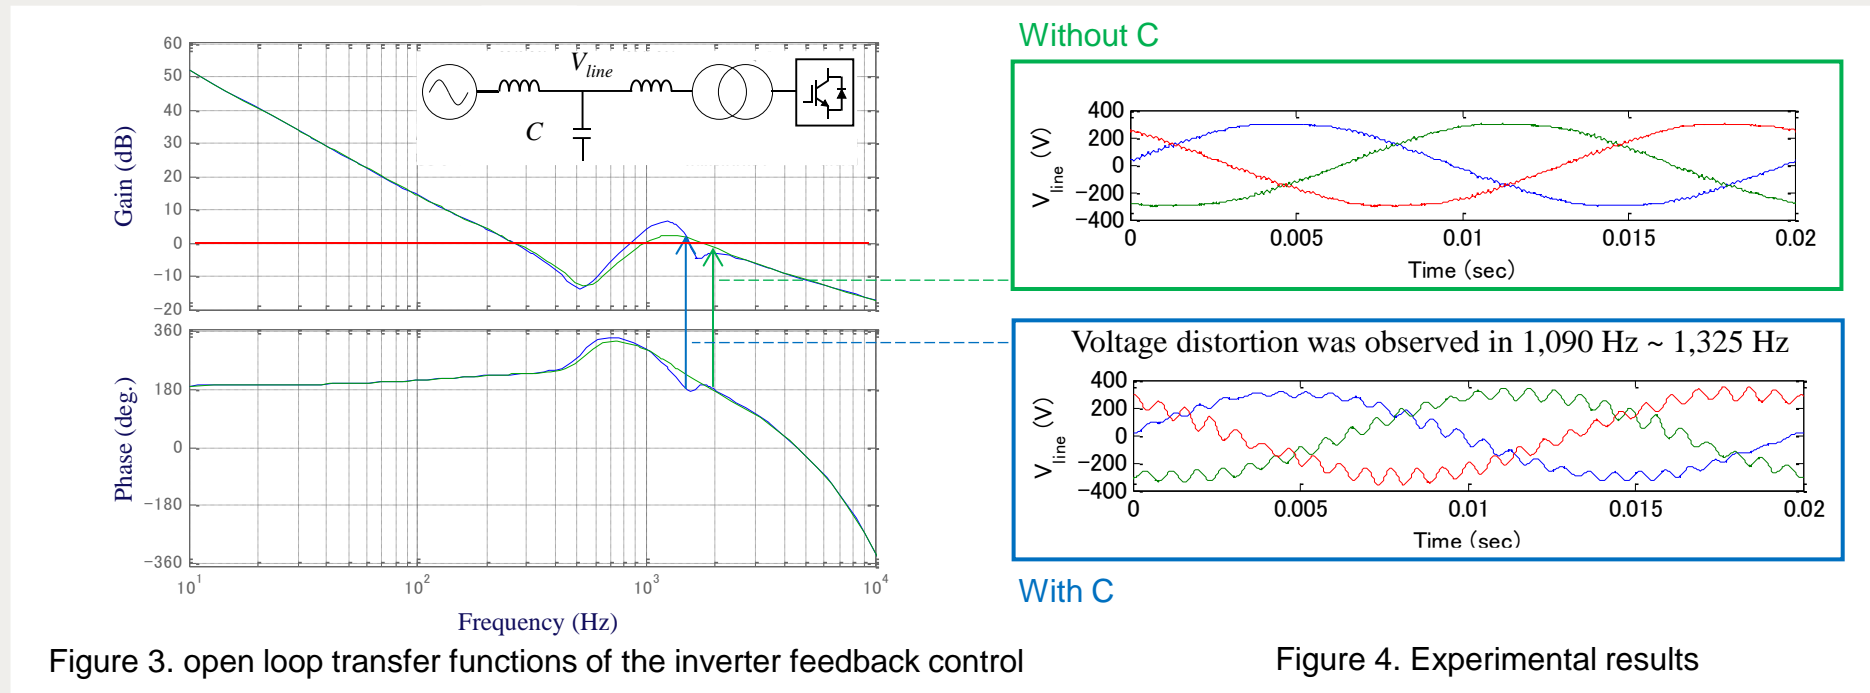 60
50
40
30
20
10
0
−10
−20
Gain (dB)
V_line
C
360
180
0
−180
−360
Phase (deg.)
10^1
10^2
10^3
10^4
Frequency (Hz)
Figure 3. open loop transfer functions of the inverter feedback control
Without C
400
200
0
−200
−400
V_line (V)
0 0.005 0.01 0.015 0.02
Time (sec)
Voltage distortion was observed in 1,090 Hz ~ 1,325 Hz
400
200
0
−200
−400
V_line (V)
0 0.005 0.01 0.015 0.02
Time (sec)
With C
Figure 4. Experimental results